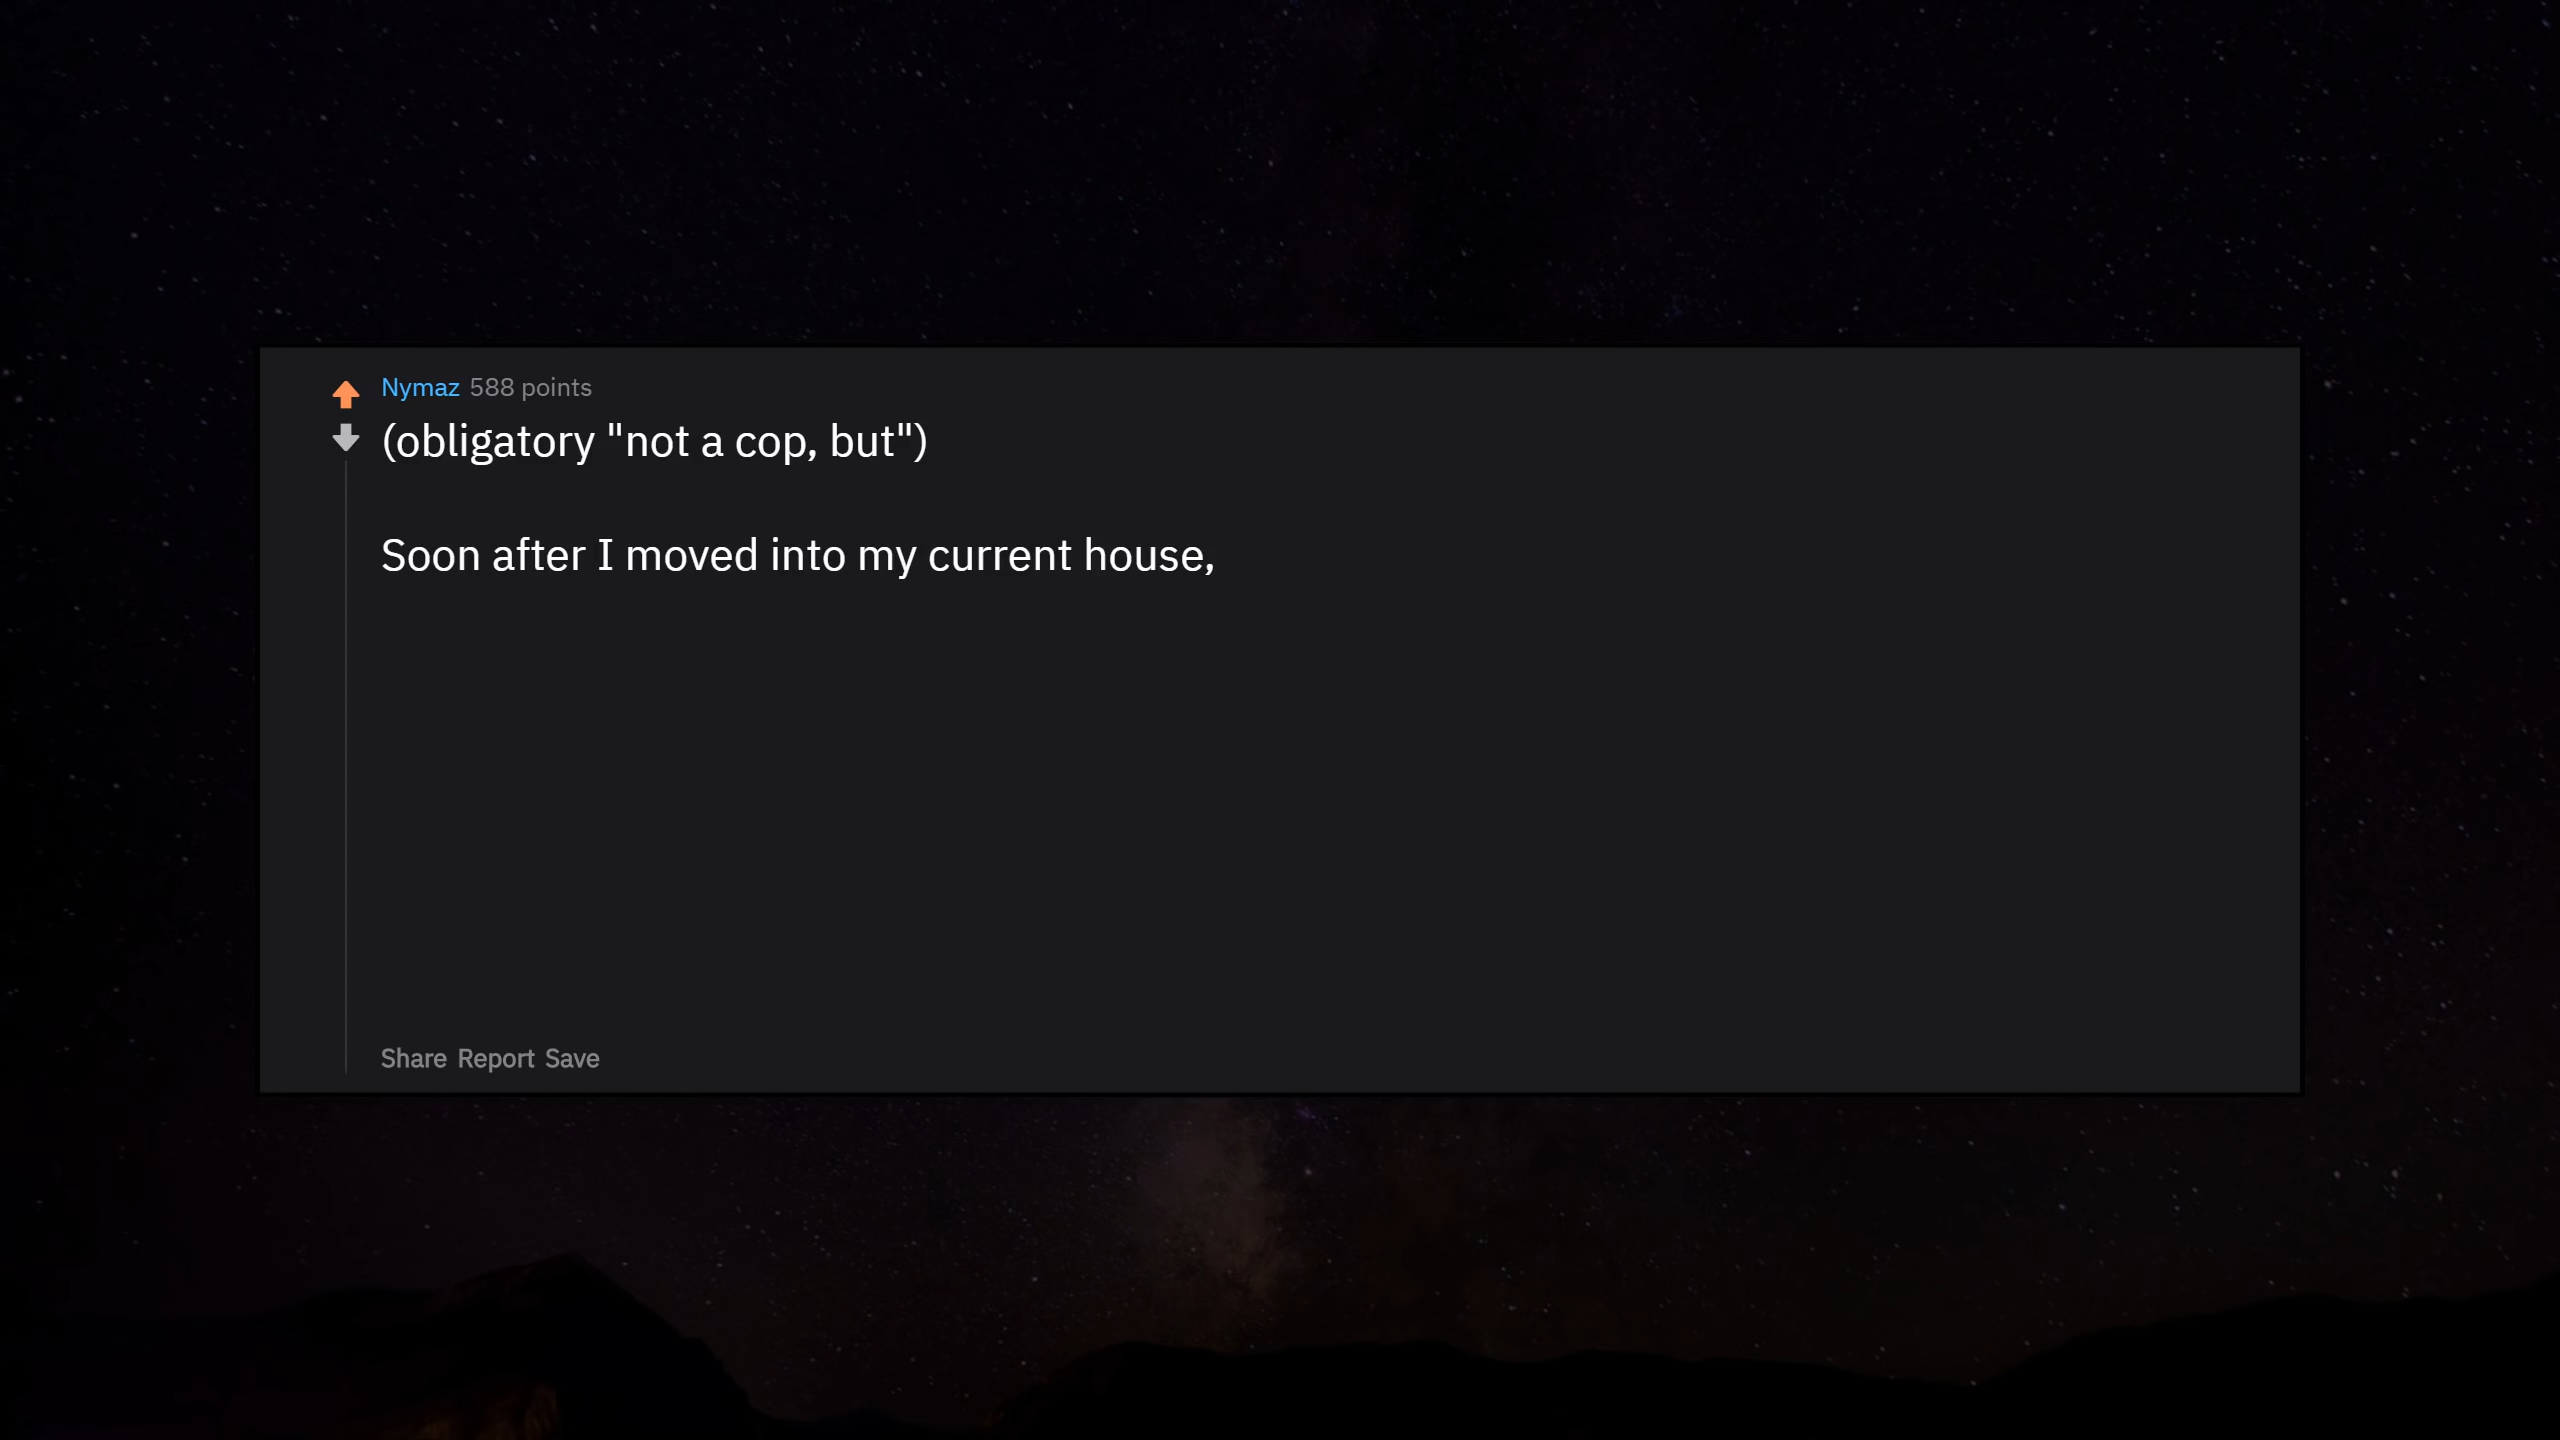 Nymaz 588 points
(obligatory "not a cop, but")
Soon after I moved into my current house,
Share Report Save